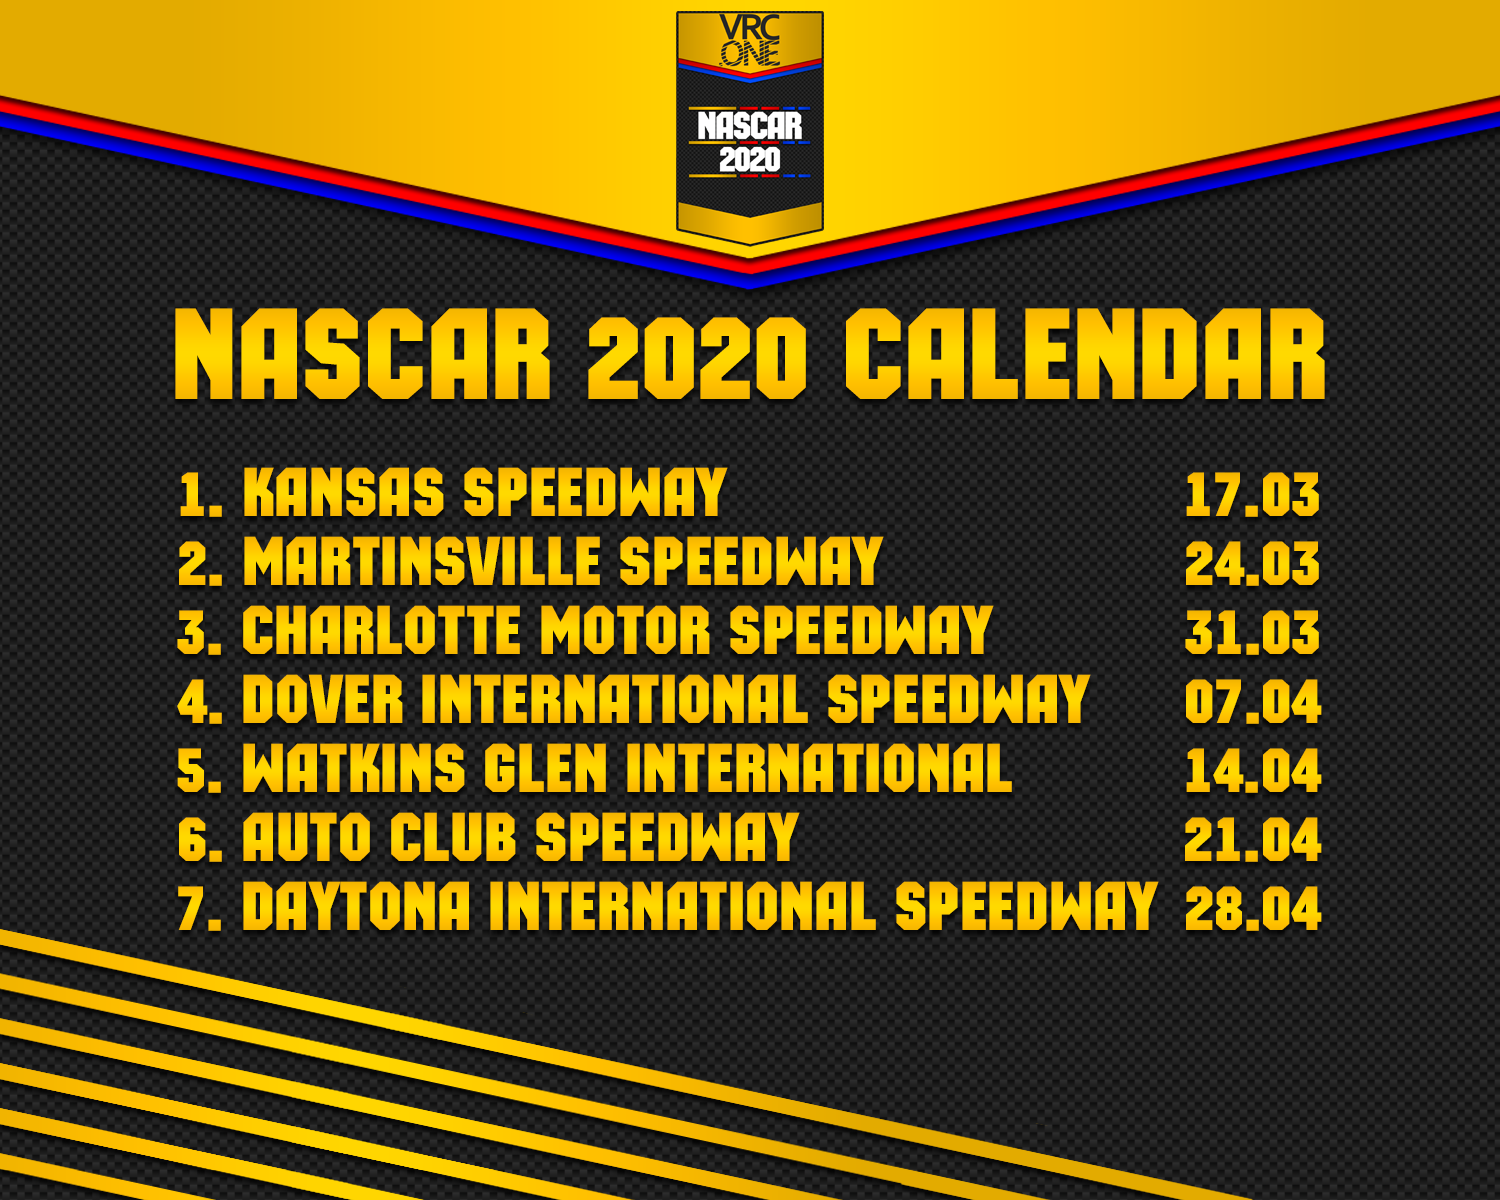 VRC
.ONE
NASCAR
2020
NASCAR 2020 CALENDAR
1. KANSAS SPEEDWAY 17.03
2. MARTINSVILLE SPEEDWAY 24.03
3. CHARLOTTE MOTOR SPEEDWAY 31.03
4. DOVER INTERNATIONAL SPEEDWAY 07.04
5. WATKINS GLEN INTERNATIONAL 14.04
6. AUTO CLUB SPEEDWAY 21.04
7. DAYTONA INTERNATIONAL SPEEDWAY 28.04